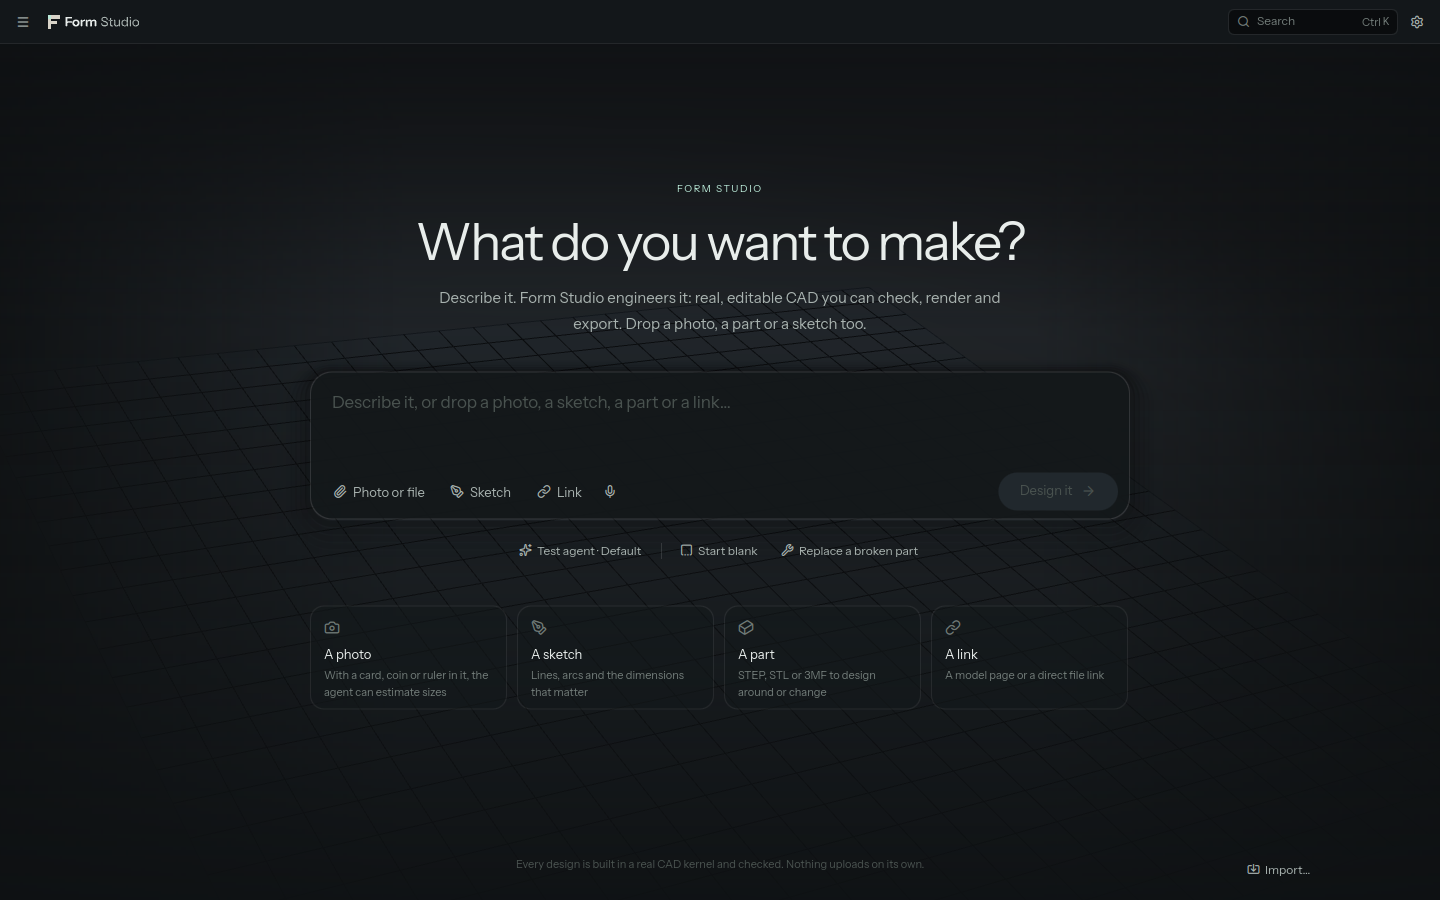 Form Studio
Search Ctrl K
FORM STUDIO
What do you want to make?
Describe it. Form Studio engineers it: real, editable CAD you can check, render and
export. Drop a photo, a part or a sketch too.
Describe it, or drop a photo, a sketch, a part or a link...
Photo or file Sketch Link Design it
Test agent · Default Start blank Replace a broken part
A photo
With a card, coin or ruler in it, the
agent can estimate sizes
A sketch
Lines, arcs and the dimensions
that matter
A part
STEP, STL or 3MF to design
around or change
A link
A model page or a direct file link
Every design is built in a real CAD kernel and checked. Nothing uploads on its own.
Import...